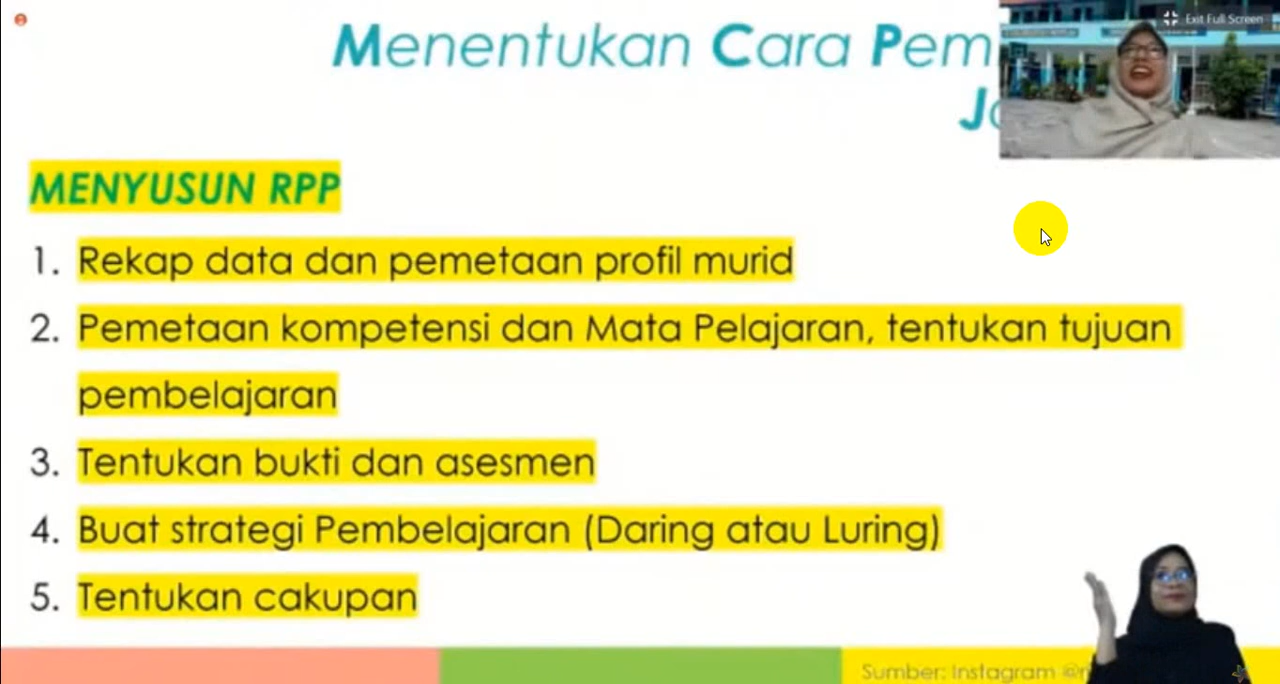 Exit Full Screen
Menentukan Cara
MENYUSUN RPP
1. Rekap data dan pemetaan profil murid
2. Pemetaan kompetensi dan Mata Pelajaran, tentukan tujuan
pembelajaran
3. Tentukan bukti dan asesmen
4. Buat strategi Pembelajaran (Daring atau Luring)
5. Tentukan cakupan
Sumber: Instagram